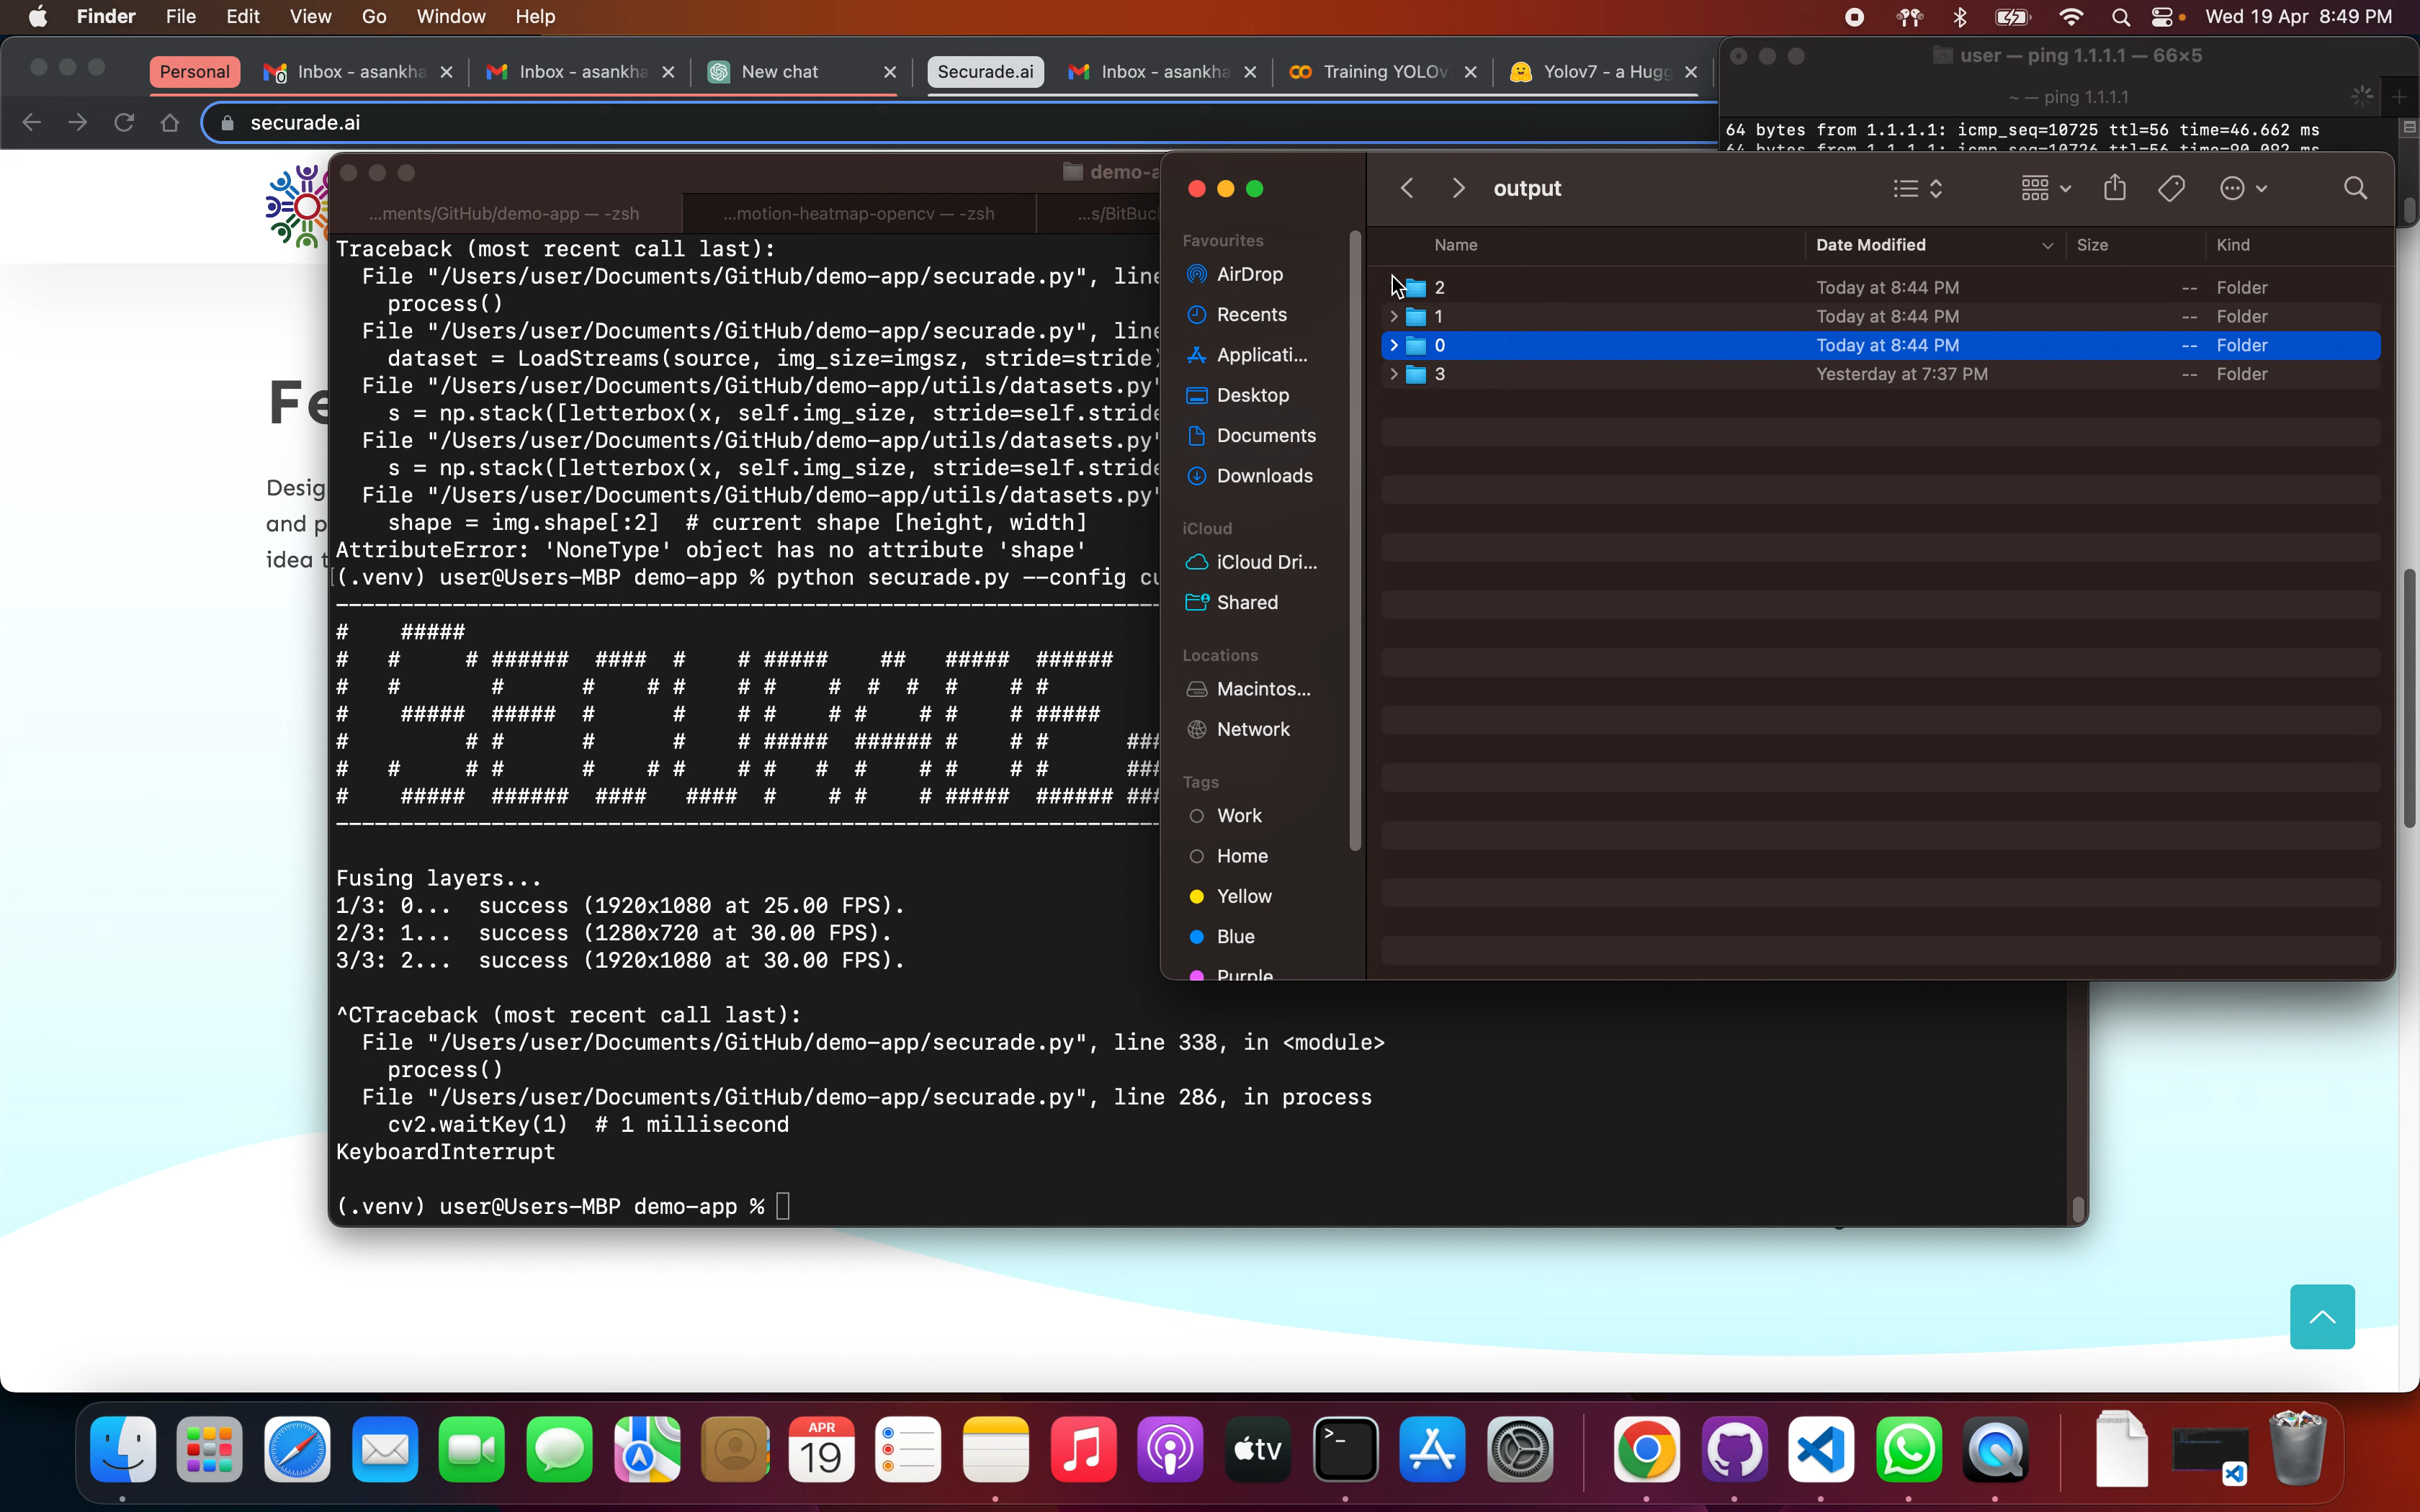 Finder File Edit View Go Window Help Wed 19 Apr 8:49 PM
Personal Inbox - asankha Inbox - asankha New chat Securade.ai Inbox - asankha Training YOLOv Yolov7 - a Hugg
securade.ai
user — ping 1.1.1.1 — 66×5
~ — ping 1.1.1.1
64 bytes from 1.1.1.1: icmp_seq=10725 ttl=56 time=46.662 ms
64 bytes from 1.1.1.1: icmp_seq=10726 ttl=56 time=90.092 ms
Fe
Desig
and p
idea t
demo-a
...ments/GitHub/demo-app — -zsh ...motion-heatmap-opencv — -zsh ...s/BitBuc
Traceback (most recent call last):
File "/Users/user/Documents/GitHub/demo-app/securade.py", line
process()
File "/Users/user/Documents/GitHub/demo-app/securade.py", line
dataset = LoadStreams(source, img_size=imgsz, stride=stride)
File "/Users/user/Documents/GitHub/demo-app/utils/datasets.py"
s = np.stack([letterbox(x, self.img_size, stride=self.stride
File "/Users/user/Documents/GitHub/demo-app/utils/datasets.py"
s = np.stack([letterbox(x, self.img_size, stride=self.stride
File "/Users/user/Documents/GitHub/demo-app/utils/datasets.py"
shape = img.shape[:2] # current shape [height, width]
AttributeError: 'NoneType' object has no attribute 'shape'
(.venv) user@Users-MBP demo-app % python securade.py --config cu
Fusing layers...
1/3: 0... success (1920x1080 at 25.00 FPS).
2/3: 1... success (1280x720 at 30.00 FPS).
3/3: 2... success (1920x1080 at 30.00 FPS).
^CTraceback (most recent call last):
File "/Users/user/Documents/GitHub/demo-app/securade.py", line 338, in <module>
process()
File "/Users/user/Documents/GitHub/demo-app/securade.py", line 286, in process
cv2.waitKey(1) # 1 millisecond
KeyboardInterrupt
(.venv) user@Users-MBP demo-app %
output
Favourites
AirDrop
Recents
Applicati...
Desktop
Documents
Downloads
iCloud
iCloud Dri...
Shared
Locations
Macintos...
Network
Tags
Work
Home
Yellow
Blue
Purple
Name Date Modified Size Kind
2 Today at 8:44 PM -- Folder
1 Today at 8:44 PM -- Folder
0 Today at 8:44 PM -- Folder
3 Yesterday at 7:37 PM -- Folder
APR
19
tv